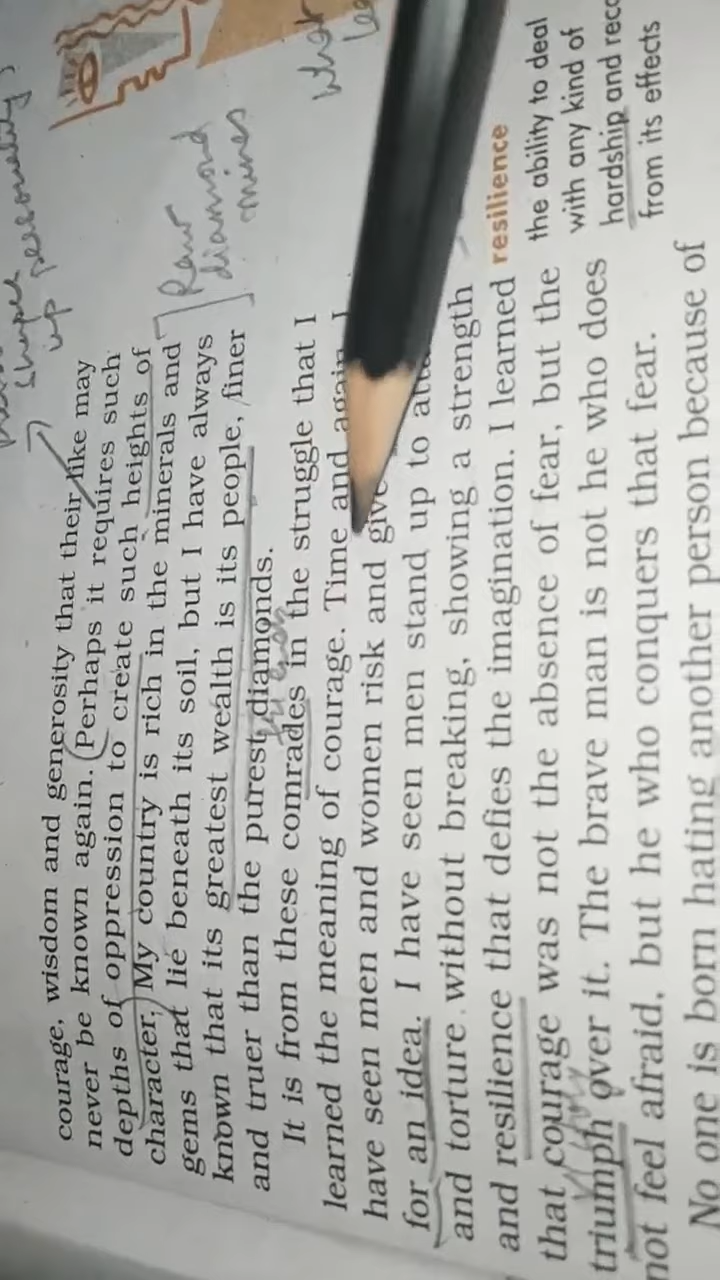 shaped
up personality
Raw
diamond
mines
What
courage, wisdom and generosity that their like may
never be known again. Perhaps it requires such
depths of oppression to create such heights of
character. My country is rich in the minerals and
gems that lie beneath its soil, but I have always
known that its greatest wealth is its people, finer
and truer than the purest diamonds.
It is from these comrades in the struggle that I
learned the meaning of courage. Time and again I
have seen men and women risk and give
for an idea. I have seen men stand up to
and torture without breaking, showing a strength
and resilience that defies the imagination. I learned
that courage was not the absence of fear, but the
triumph over it. The brave man is not he who does
not feel afraid, but he who conquers that fear.
No one is born hating another person because of
resilience
the ability to deal
with any kind of
hardship and reco
from its effects